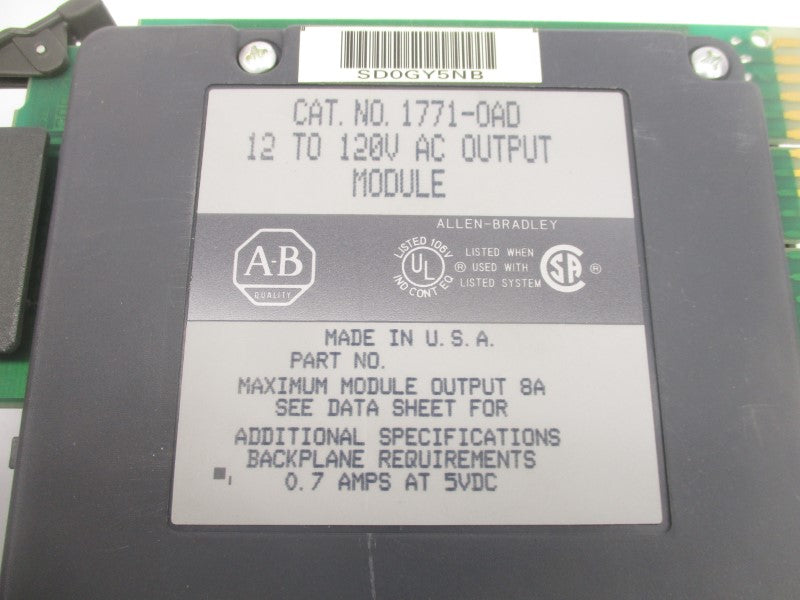 SD0GY5NB
CAT. NO. 1771-OAD
12 TO 120V AC OUTPUT
MODULE
ALLEN-BRADLEY
A-B
QUALITY
LISTED 106V
UL
IND CONT EQ
®
LISTED WHEN
USED WITH
LISTED SYSTEM
SA
®
MADE IN U.S.A.
PART NO.
MAXIMUM MODULE OUTPUT 8A
SEE DATA SHEET FOR
ADDITIONAL SPECIFICATIONS
BACKPLANE REQUIREMENTS
0.7 AMPS AT 5VDC